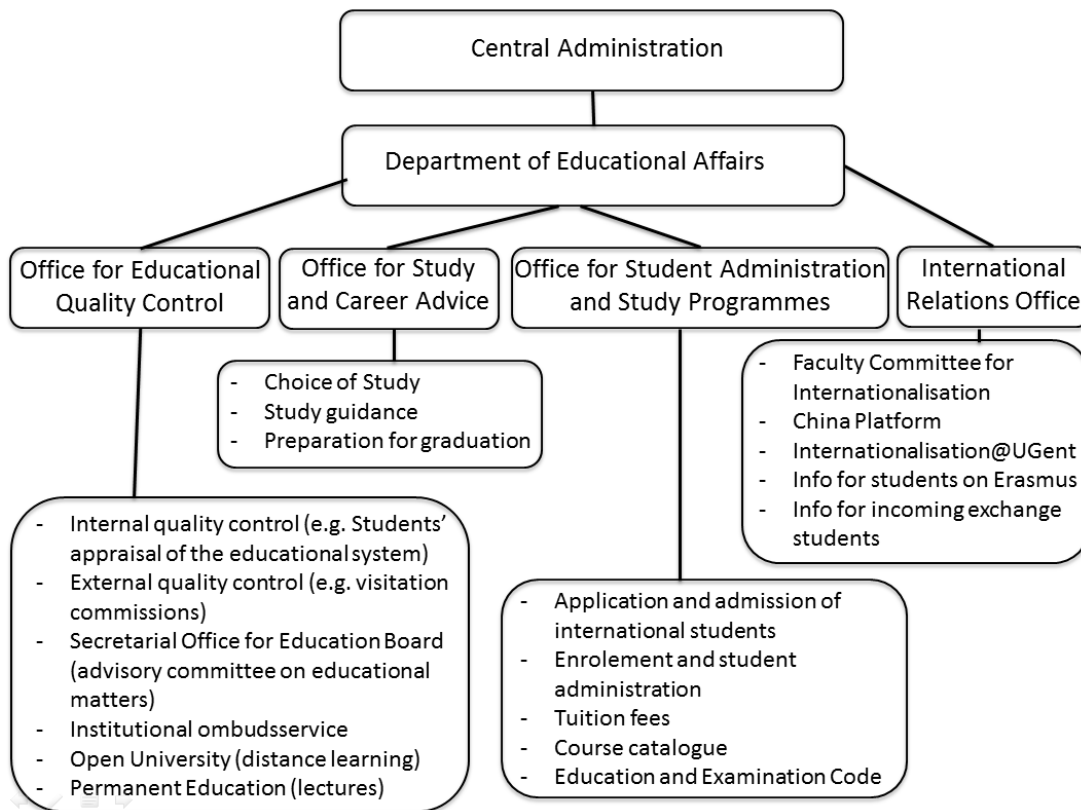 Central Administration
Department of Educational Affairs
Office for Educational
Quality Control
Office for Study
and Career Advice
Office for Student Administration
and Study Programmes
International
Relations Office
- Choice of Study
- Study guidance
- Preparation for graduation
- Faculty Committee for
Internationalisation
- China Platform
- Internationalisation@UGent
- Info for students on Erasmus
- Info for incoming exchange
students
- Internal quality control (e.g. Students’
appraisal of the educational system)
- External quality control (e.g. visitation
commissions)
- Secretarial Office for Education Board
(advisory committee on educational
matters)
- Institutional ombudsservice
- Open University (distance learning)
- Permanent Education (lectures)
- Application and admission of
international students
- Enrolement and student
administration
- Tuition fees
- Course catalogue
- Education and Examination Code